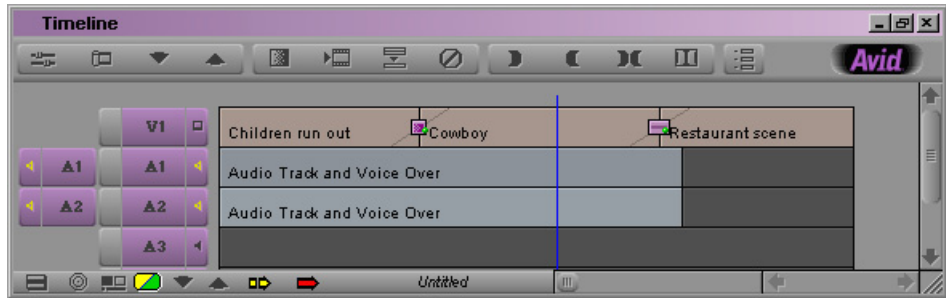 Timeline
Avid
V1
Children run out
Cowboy
Restaurant scene
A1
A1
Audio Track and Voice Over
A2
A2
Audio Track and Voice Over
A3
Untitled